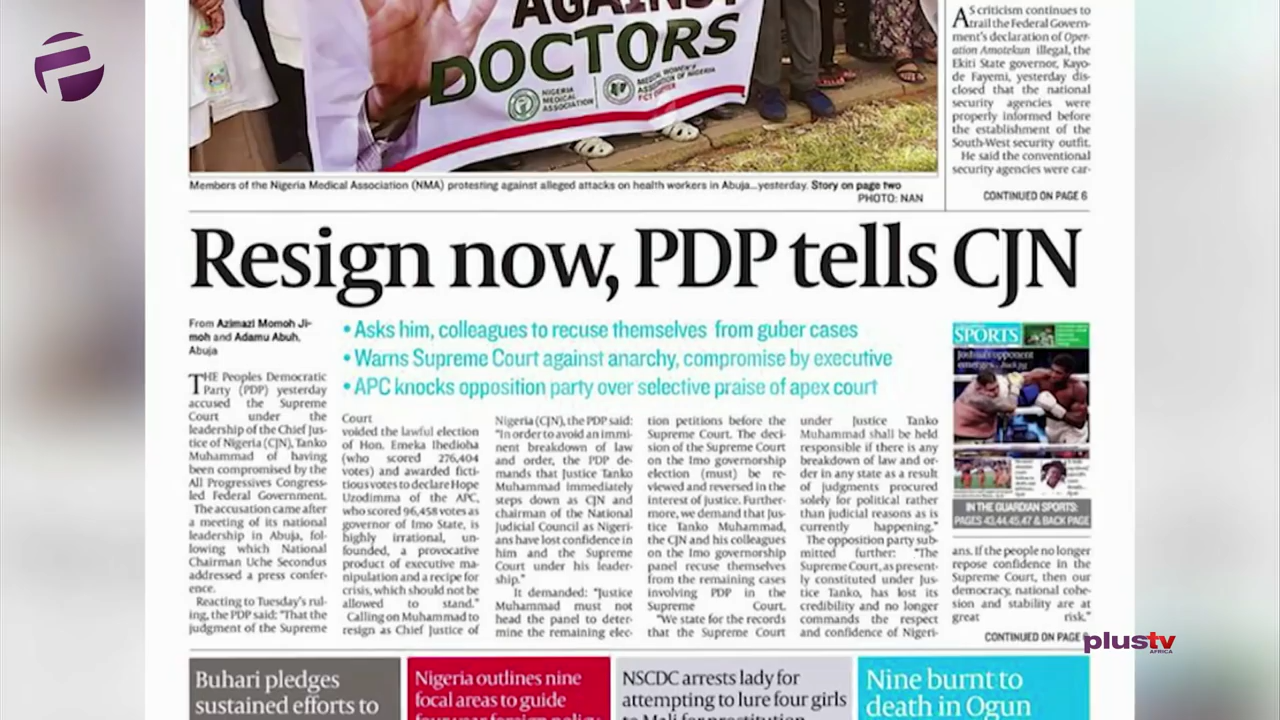 AGAINST
DOCTORS
NIGERIA
MEDICAL
ASSOCIATION
MEDICAL WOMEN'S
ASSOCIATION OF NIGERIA
FCT
Members of the Nigeria Medical Association (NMA) protesting against alleged attacks on health workers in Abuja...yesterday. Story on page two
PHOTO: NAN
AS criticism continues to
trail the Federal Govern-
ment's declaration of Oper-
ation Amotekun illegal, the
Ekiti State governor, Kayo-
de Fayemi, yesterday dis-
closed that the national
security agencies were
properly informed before
the establishment of the
South-West security outfit.
He said the conventional
security agencies were car-
CONTINUED ON PAGE 6
Resign now, PDP tells CJN
From Azimazi Momoh Ji-
moh and Adamu Abuh,
Abuja
• Asks him, colleagues to recuse themselves from guber cases
• Warns Supreme Court against anarchy, compromise by executive
• APC knocks opposition party over selective praise of apex court
THE Peoples Democratic
Party (PDP) yesterday
accused the Supreme
Court under the
leadership of the Chief Jus-
tice of Nigeria (CJN), Tanko
Muhammad of having
been compromised by the
All Progressives Congress-
led Federal Government.
The accusation came after
a meeting of its national
leadership in Abuja, fol-
lowing which National
Chairman Uche Secondus
addressed a press confer-
ence.
Reacting to Tuesday's rul-
ing, the PDP said: "That the
judgment of the Supreme
Court
voided the lawful election
of Hon. Emeka Ihedioha
(who scored 276,404
votes) and awarded ficti-
tious votes to declare Hope
Uzodimma of the APC,
who scored 96,458 votes as
governor of Imo State, is
highly irrational, un-
founded, a provocative
product of executive ma-
nipulation and a recipe for
crisis, which should not be
allowed to stand."
Calling on Muhammad to
resign as Chief Justice of
Nigeria (CJN), the PDP said:
"In order to avoid an immi-
nent breakdown of law
and order, the PDP de-
mands that Justice Tanko
Muhammad immediately
steps down as CJN and
chairman of the National
Judicial Council as Nigeri-
ans have lost confidence in
him and the Supreme
Court under his leader-
ship."
It demanded: "Justice
Muhammad must not
head the panel to deter-
mine the remaining elec-
tion petitions before the
Supreme Court. The deci-
sion of the Supreme Court
on the Imo governorship
election (must) be re-
viewed and reversed in the
interest of justice. Further-
more, we demand that Jus-
tice Tanko Muhammad,
the CJN and his colleagues
on the Imo governorship
panel recuse themselves
from the remaining cases
involving PDP in the
Supreme Court.
"We state for the records
that the Supreme Court
under Justice Tanko
Muhammad shall be held
responsible if there is any
breakdown of law and or-
der in any state as a result
of judgments procured
solely for political rather
than judicial reasons as is
currently happening."
The opposition party sub-
mitted further: "The
Supreme Court, as present-
ly constituted under Jus-
tice Tanko, has lost its
credibility and no longer
commands the respect
and confidence of Nigeri-
SPORTS
Joshua's opponent
emerges
IN THE GUARDIAN SPORTS:
PAGES 43,44,45,47 & BACK PAGE
ans. If the people no longer
repose confidence in the
Supreme Court, then our
democracy, national cohe-
sion and stability are at
great risk."
CONTINUED ON PAGE
plustv
AFRICA
Buhari pledges
sustained efforts to
Nigeria outlines nine
focal areas to guide
four-year foreign policy
NSCDC arrests lady for
attempting to lure four girls
to Mali for prostitution
Nine burnt to
death in Ogun